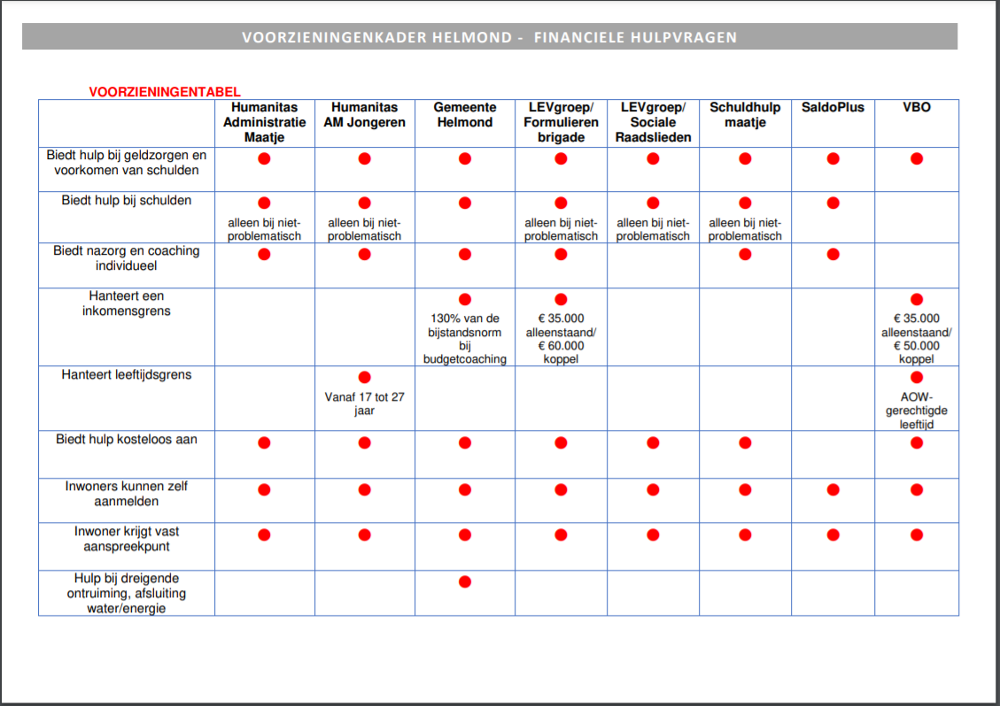 VOORZIENINGENKADER HELMOND - FINANCIELE HULPVRAGEN
VOORZIENINGENTABEL
Humanitas
Administratie
Maatje
Humanitas
AM Jongeren
Gemeente
Helmond
LEVgroep/
Formulieren
brigade
LEVgroep/
Sociale
Raadslieden
Schuldhulp
maatje
SaldoPlus
VBO
Biedt hulp bij geldzorgen en
voorkomen van schulden
Biedt hulp bij schulden
alleen bij niet-
problematisch
alleen bij niet-
problematisch
alleen bij niet-
problematisch
alleen bij niet-
problematisch
alleen bij niet-
problematisch
Biedt nazorg en coaching
individueel
Hanteert een
inkomensgrens
130% van de
bijstandsnorm
bij
budgetcoaching
€ 35.000
alleenstaand/
€ 60.000
koppel
€ 35.000
alleenstaand/
€ 50.000
koppel
Hanteert leeftijdsgrens
Vanaf 17 tot 27
jaar
AOW-
gerechtigde
leeftijd
Biedt hulp kosteloos aan
Inwoners kunnen zelf
aanmelden
Inwoner krijgt vast
aanspreekpunt
Hulp bij dreigende
ontruiming, afsluiting
water/energie